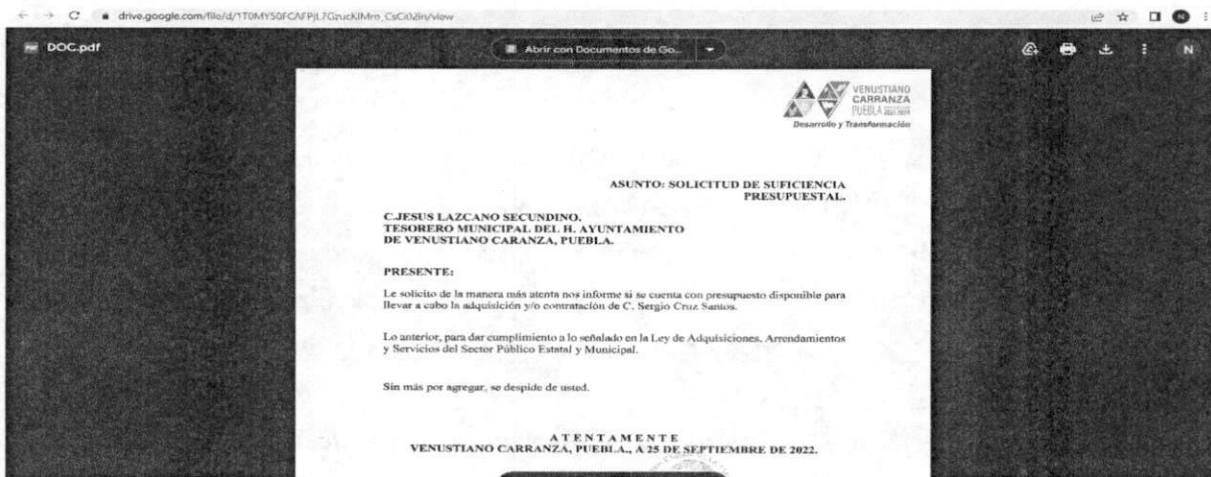 drive.google.com/file/d/
DOC.pdf
Abrir con Documentos de Go...
N
VENUSTIANO
CARRANZA
PUEBLA
Desarrollo y Transformación
ASUNTO: SOLICITUD DE SUFICIENCIA
PRESUPUESTAL.
C.JESUS LAZCANO SECUNDINO.
TESORERO MUNICIPAL DEL H. AYUNTAMIENTO
DE VENUSTIANO CARANZA, PUEBLA.
PRESENTE:
Le solicito de la manera más atenta nos informe si se cuenta con presupuesto disponible para
llevar a cabo la adquisición y/o contratación de C. Sergio Cruz Santos.
Lo anterior, para dar cumplimiento a lo señalado en la Ley de Adquisiciones, Arrendamientos
y Servicios del Sector Público Estatal y Municipal.
Sin más por agregar, se despide de usted.
A T E N T A M E N T E
VENUSTIANO CARRANZA, PUEBLA., A 25 DE SEPTIEMBRE DE 2022.